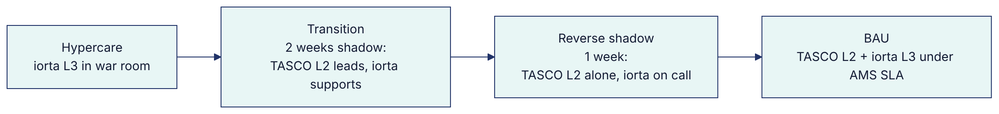 Hypercare
iorta L3 in war room
Transition
2 weeks shadow:
TASCO L2 leads, iorta
supports
Reverse shadow
1 week:
TASCO L2 alone, iorta on call
BAU
TASCO L2 + iorta L3 under
AMS SLA